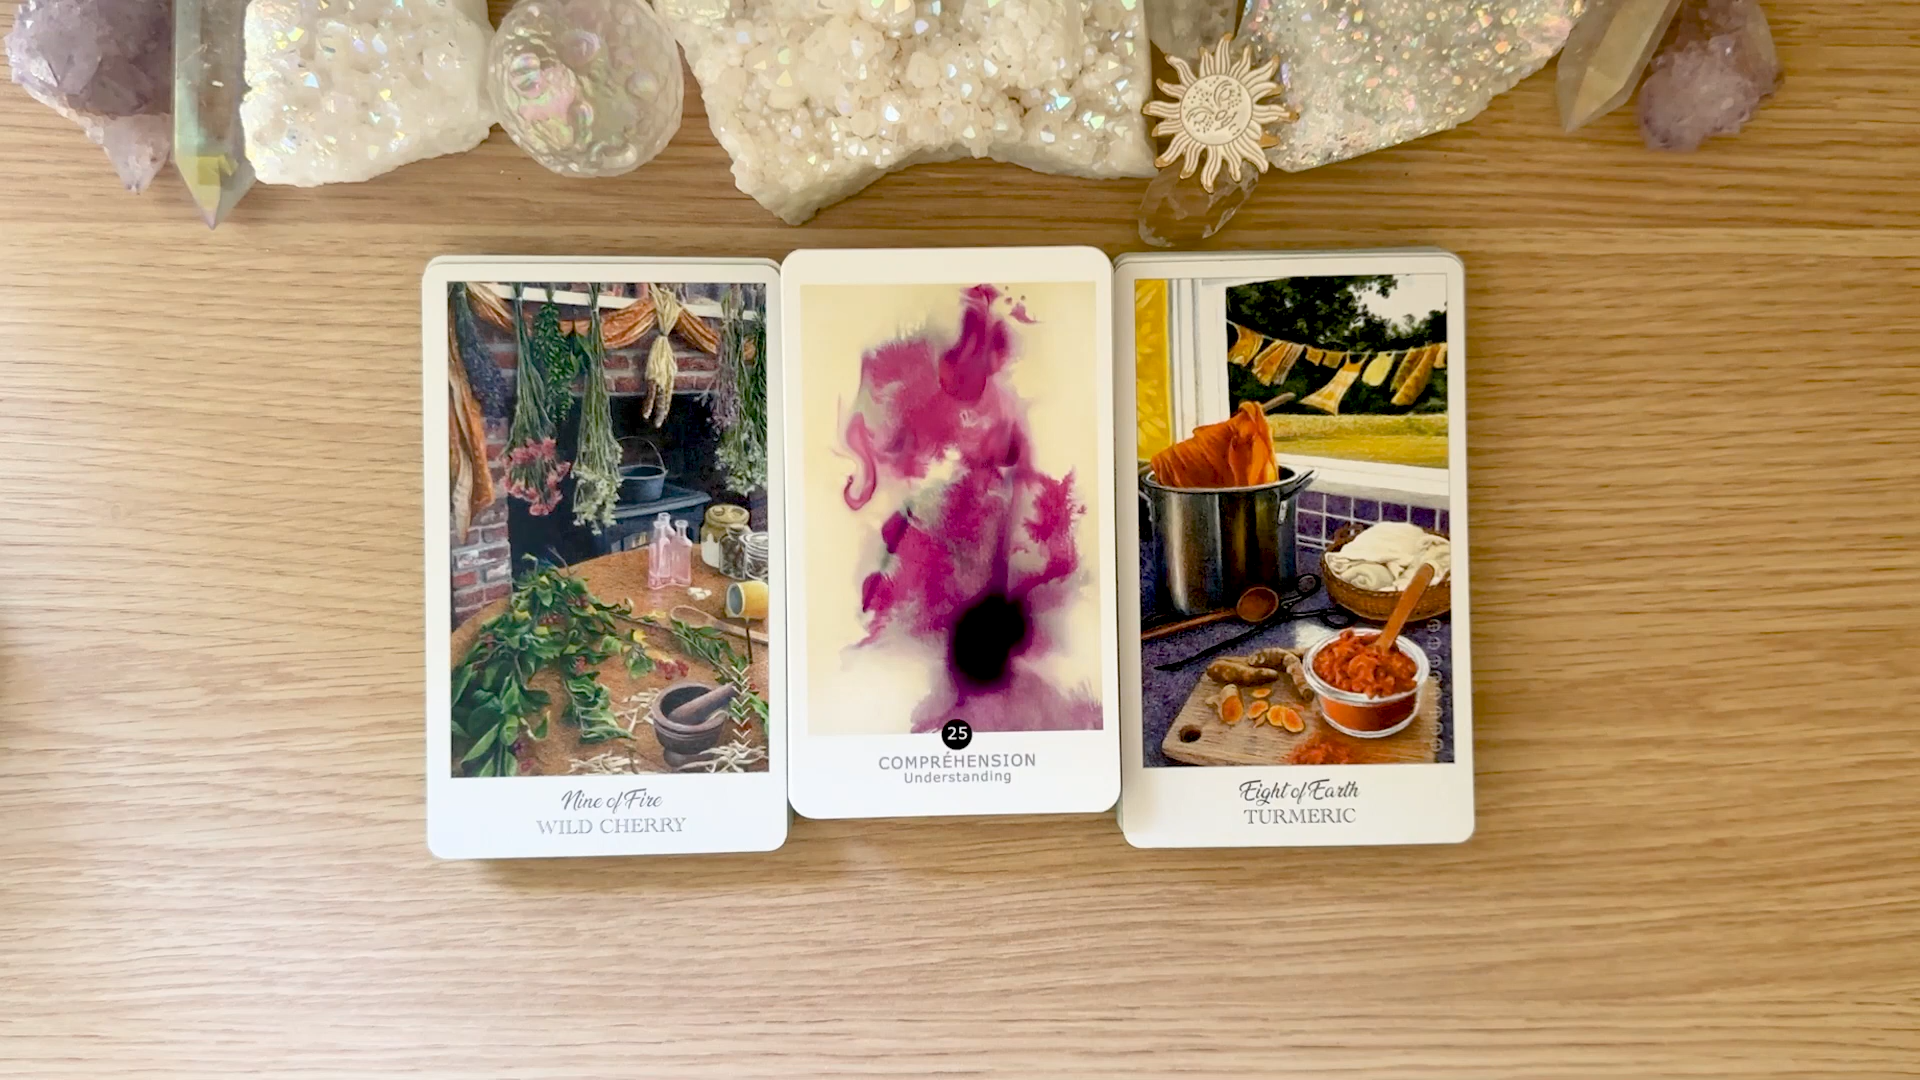 Nine of Fire
WILD CHERRY
25
COMPRÉHENSION
Understanding
Eight of Earth
TURMERIC